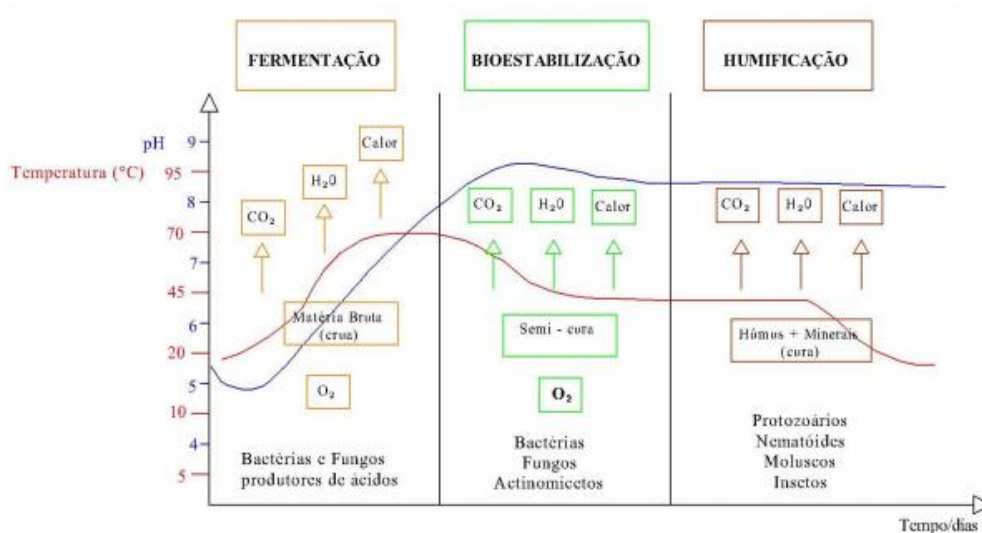 FERMENTAÇÃO
BIOESTABILIZAÇÃO
HUMIFICAÇÃO
pH
9
8
7
6
5
4
Temperatura (°C)
95
70
45
20
10
5
CO₂
H₂0
Calor
Matéria Bruta
(crua)
O₂
Bactérias e Fungos
produtores de ácidos
CO₂
H₂0
Calor
Semi - cura
O₂
Bactérias
Fungos
Actinomicetos
CO₂
H₂0
Calor
Húmus + Minerais
(cura)
Protozoários
Nematóides
Moluscos
Insetos
Tempo/dias